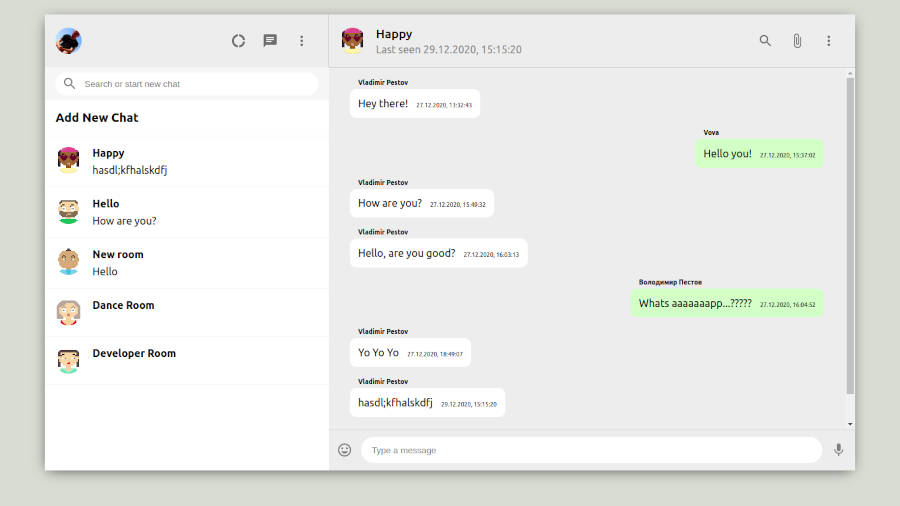 Happy
Last seen 29.12.2020, 15:15:20
Search or start new chat
Add New Chat
Happy
hasdl;kfhalskdfj
Hello
How are you?
New room
Hello
Dance Room
Developer Room
Vladimir Pestov
Hey there! 27.12.2020, 13:32:43
Vova
Hello you! 27.12.2020, 15:37:02
Vladimir Pestov
How are you? 27.12.2020, 15:49:32
Vladimir Pestov
Hello, are you good? 27.12.2020, 16:03:13
Володимир Пестов
Whats aaaaaaapp...????? 27.12.2020, 16:04:52
Vladimir Pestov
Yo Yo Yo 27.12.2020, 18:49:07
Vladimir Pestov
hasdl;kfhalskdfj 29.12.2020, 15:15:20
Type a message